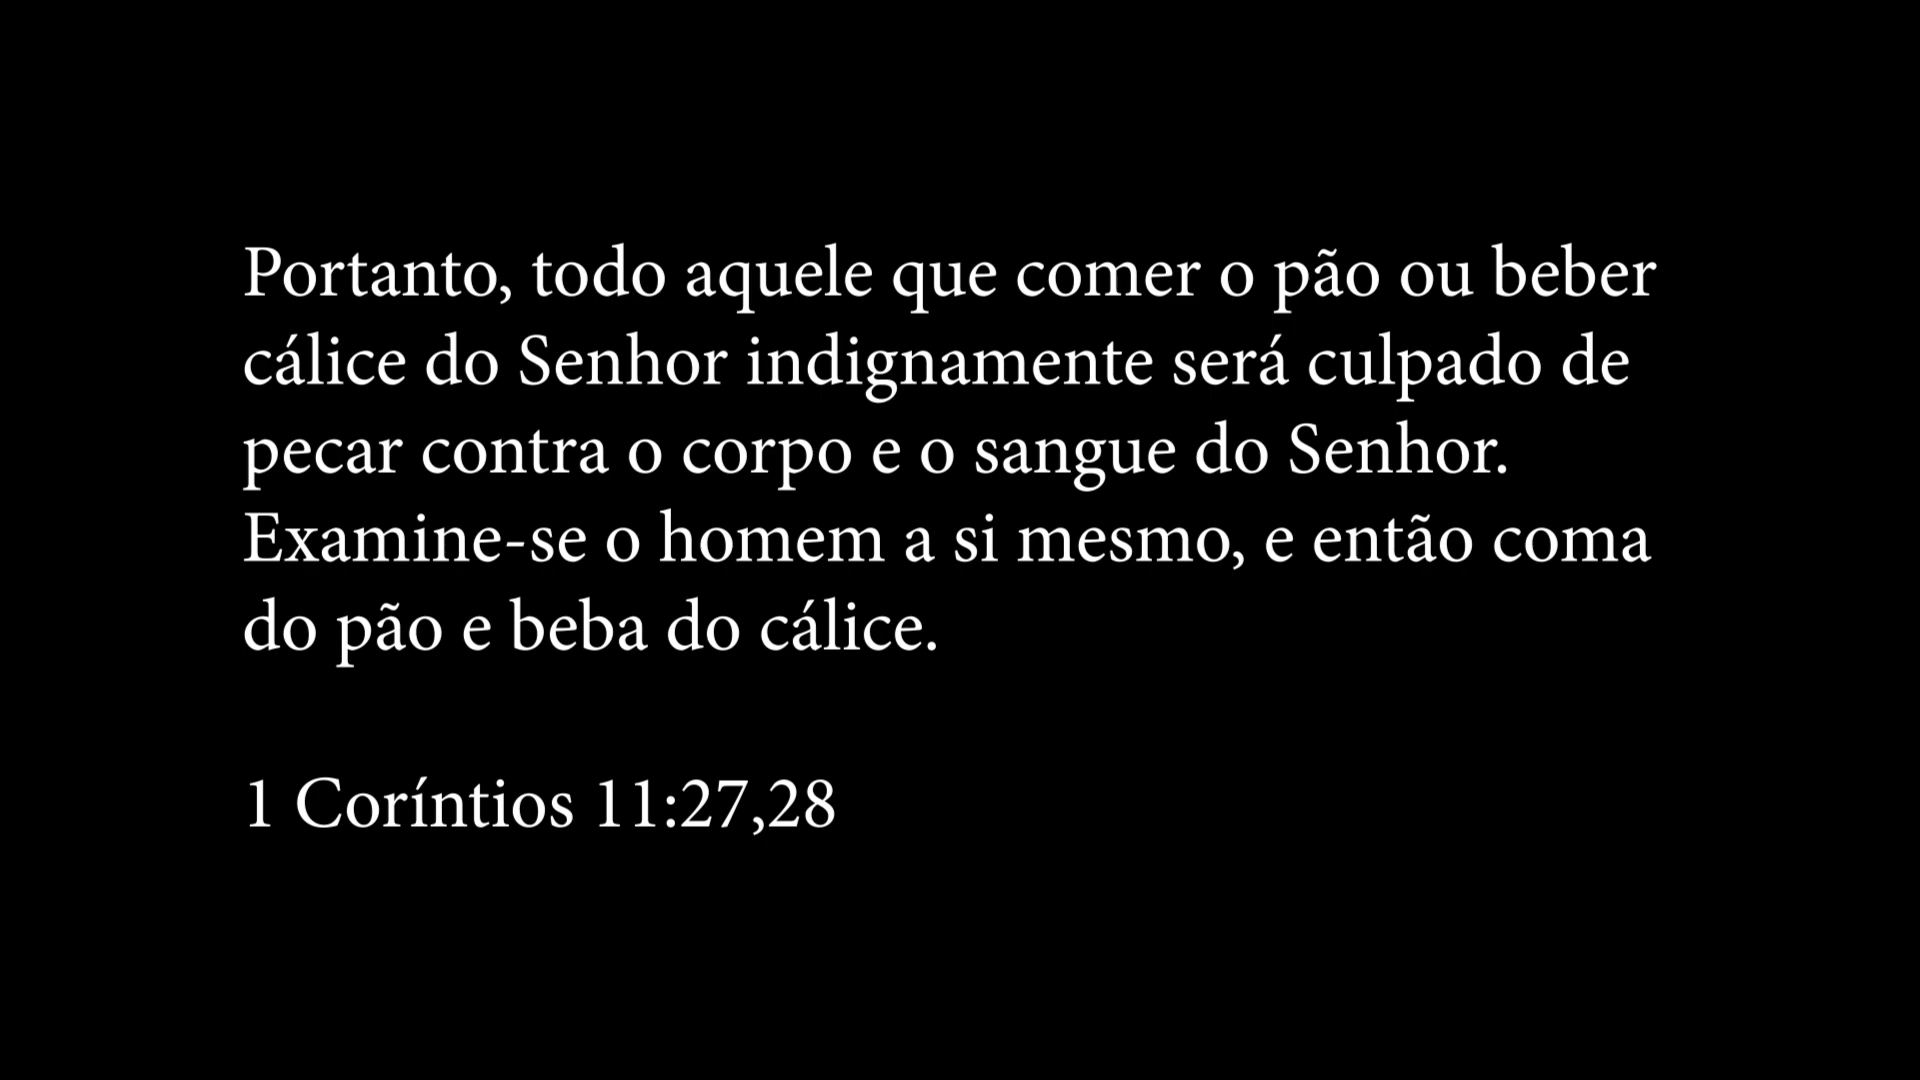 Portanto, todo aquele que comer o pão ou beber
cálice do Senhor indignamente será culpado de
pecar contra o corpo e o sangue do Senhor.
Examine-se o homem a si mesmo, e então coma
do pão e beba do cálice.
1 Coríntios 11:27,28